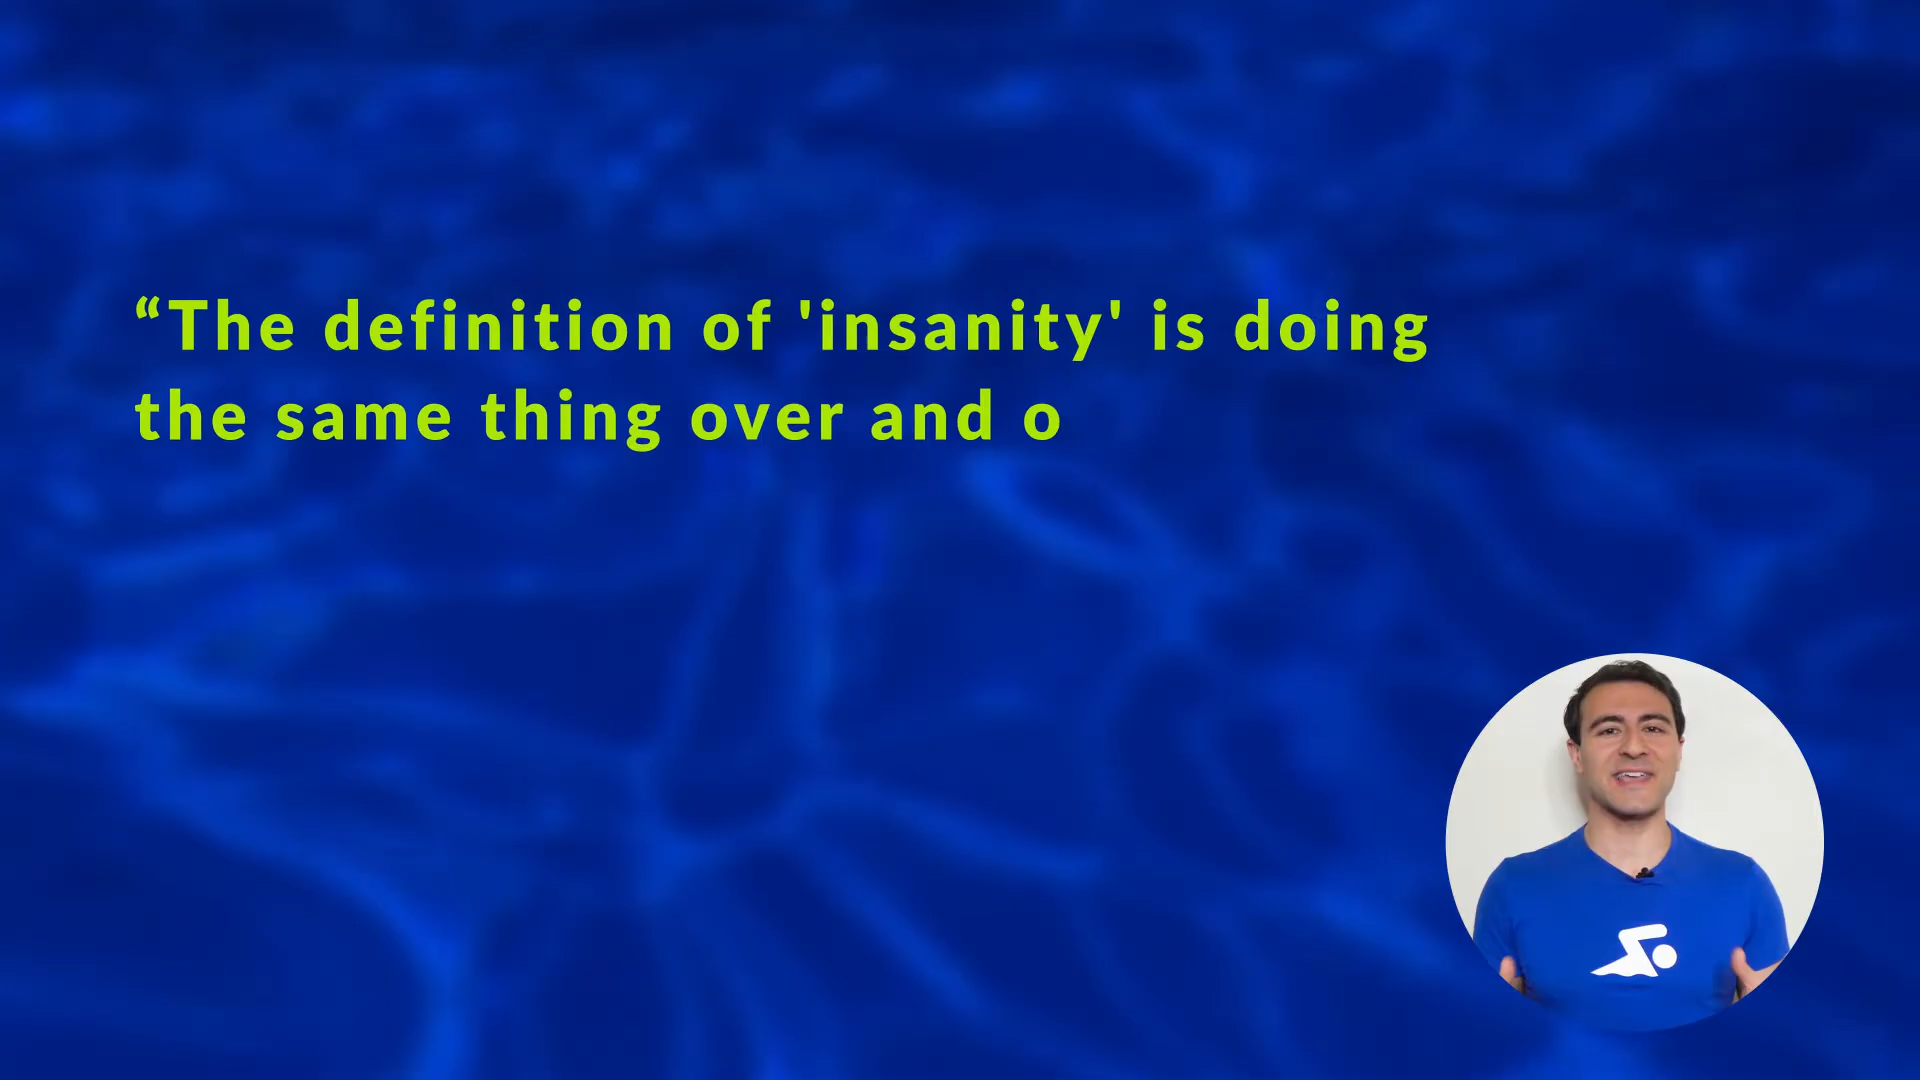 “The definition of 'insanity' is doing
the same thing over and o